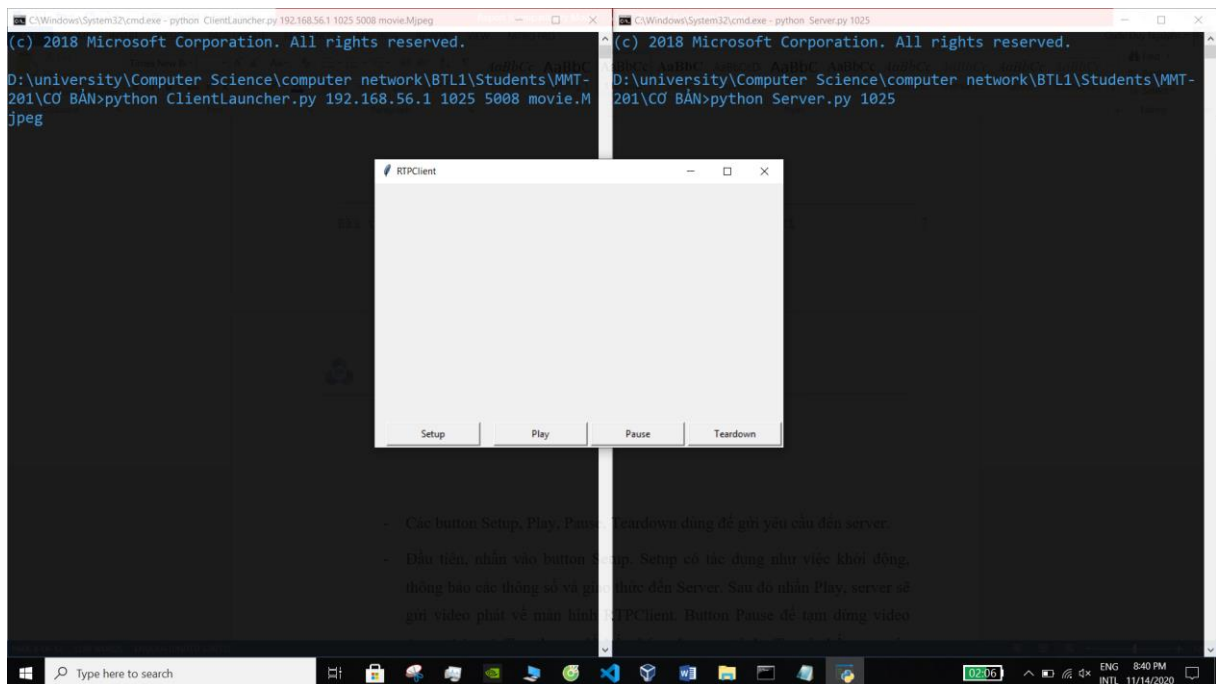 C:\Windows\System32\cmd.exe - python ClientLauncher.py 192.168.56.1 1025 5008 movie.Mjpeg
(c) 2018 Microsoft Corporation. All rights reserved.
D:\university\Computer Science\computer network\BTL1\Students\MMT-
201\CƠ BẢN>python ClientLauncher.py 192.168.56.1 1025 5008 movie.M
jpeg
C:\Windows\System32\cmd.exe - python Server.py 1025
(c) 2018 Microsoft Corporation. All rights reserved.
D:\university\Computer Science\computer network\BTL1\Students\MMT-
201\CƠ BẢN>python Server.py 1025
RTPClient
Setup Play Pause Teardown
- Các button Setup, Play, Pause, Teardown dùng để gửi yêu cầu đến server.
- Đầu tiên, nhấn vào button Setup. Setup có tác dụng như việc khởi động,
thông báo các thông số và giao thức đến Server. Sau đó nhấn Play, server sẽ
gửi video phát về màn hình RTPClient. Button Pause để tạm dừng video
Type here to search
02:06
ENG 8:40 PM
INTL 11/14/2020